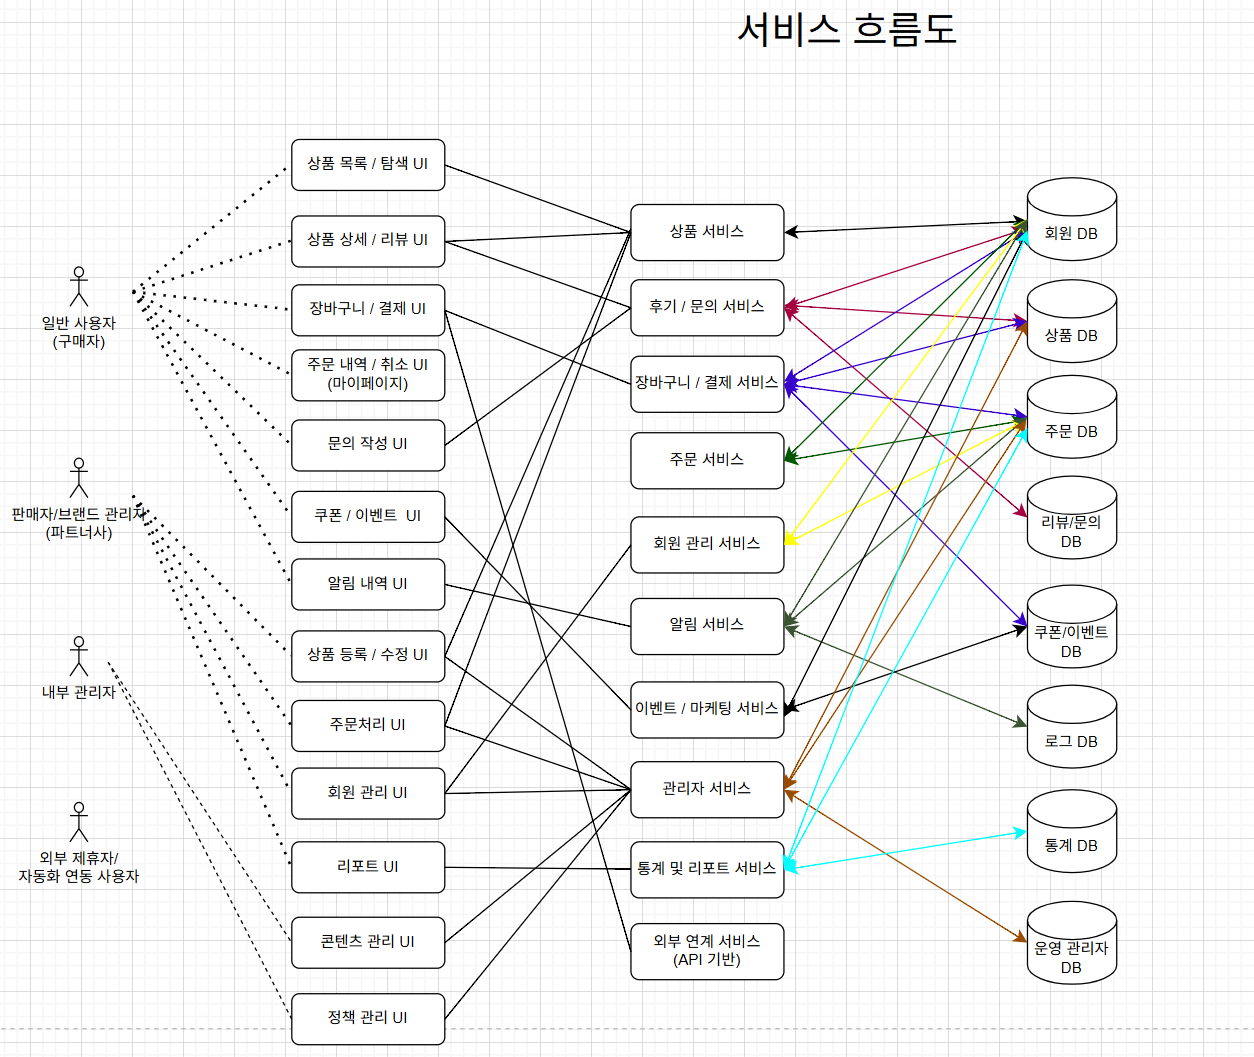 서비스 흐름도
일반 사용자
(구매자)
판매자/브랜드 관리자
(파트너사)
내부 관리자
외부 제휴자/
자동화 연동 사용자
상품 목록 / 탐색 UI
상품 상세 / 리뷰 UI
장바구니 / 결제 UI
주문 내역 / 취소 UI
(마이페이지)
문의 작성 UI
쿠폰 / 이벤트 UI
알림 내역 UI
상품 등록 / 수정 UI
주문처리 UI
회원 관리 UI
리포트 UI
콘텐츠 관리 UI
정책 관리 UI
상품 서비스
후기 / 문의 서비스
장바구니 / 결제 서비스
주문 서비스
회원 관리 서비스
알림 서비스
이벤트 / 마케팅 서비스
관리자 서비스
통계 및 리포트 서비스
외부 연계 서비스
(API 기반)
회원 DB
상품 DB
주문 DB
리뷰/문의
DB
쿠폰/이벤트
DB
로그 DB
통계 DB
운영 관리자
DB